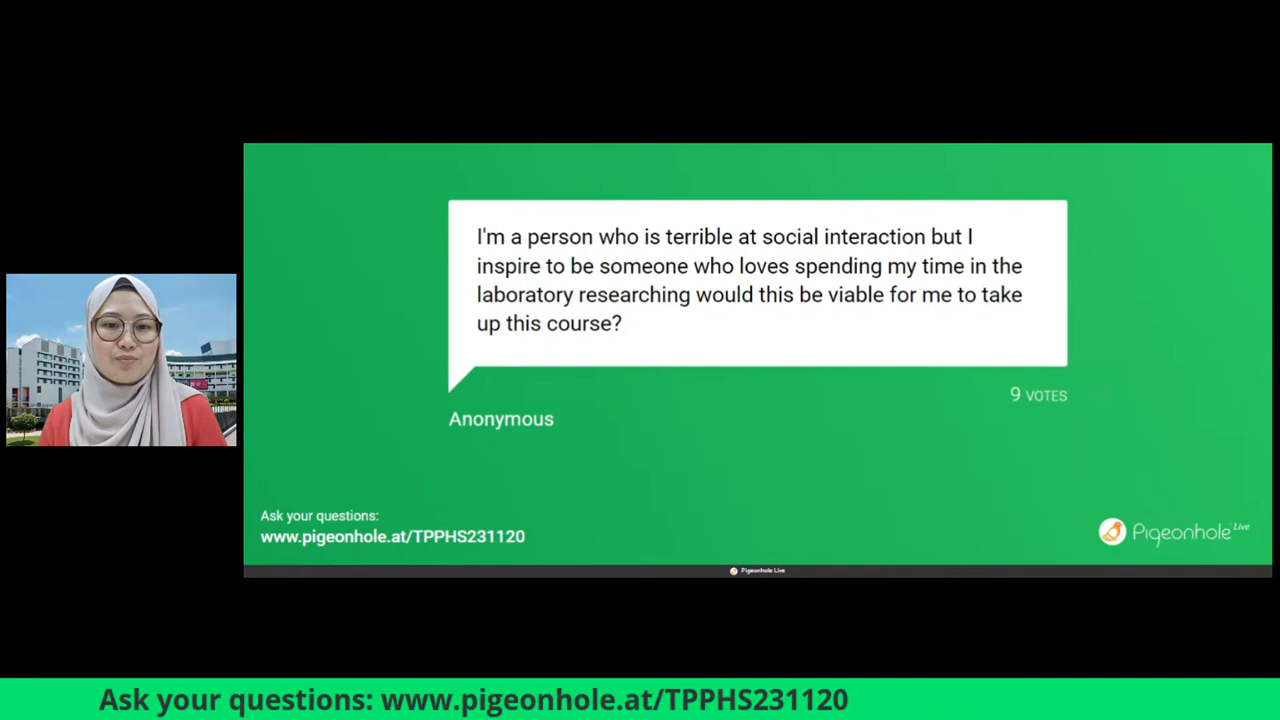 I'm a person who is terrible at social interaction but I
inspire to be someone who loves spending my time in the
laboratory researching would this be viable for me to take
up this course?
9 VOTES
Anonymous
Ask your questions:
www.pigeonhole.at/TPPHS231120
Pigeonhole Live
Pigeonhole Live
Ask your questions: www.pigeonhole.at/TPPHS231120